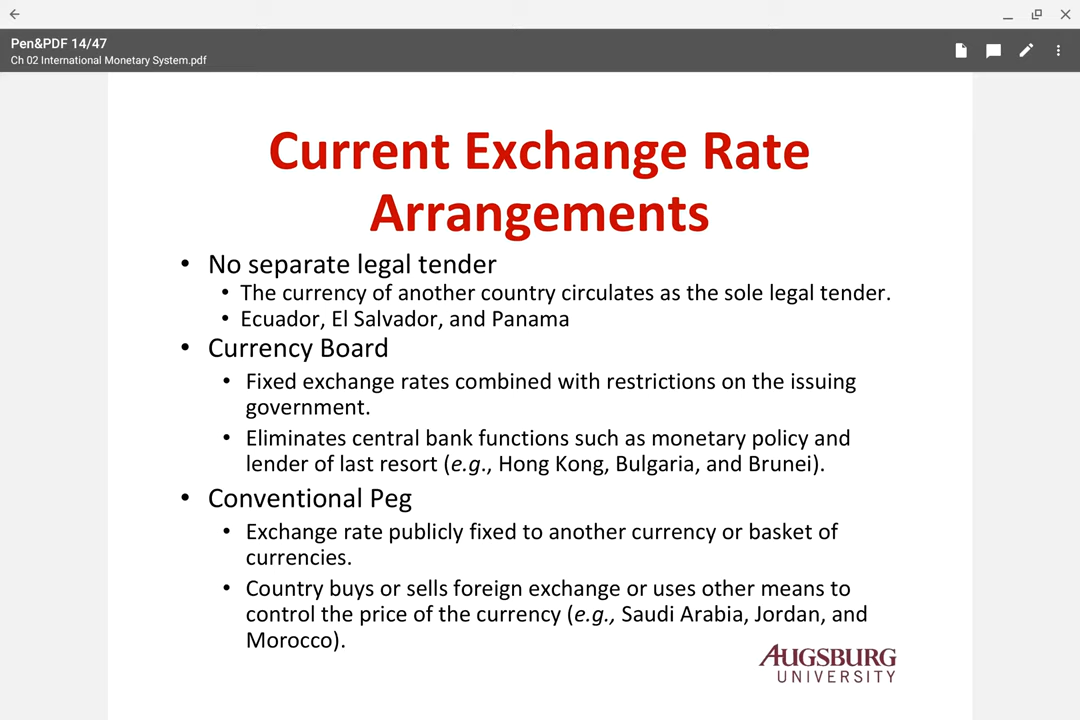 Pen&PDF 14/47
Ch 02 International Monetary System.pdf
Current Exchange Rate
Arrangements
• No separate legal tender
• The currency of another country circulates as the sole legal tender.
• Ecuador, El Salvador, and Panama
• Currency Board
• Fixed exchange rates combined with restrictions on the issuing
government.
• Eliminates central bank functions such as monetary policy and
lender of last resort (e.g., Hong Kong, Bulgaria, and Brunei).
• Conventional Peg
• Exchange rate publicly fixed to another currency or basket of
currencies.
• Country buys or sells foreign exchange or uses other means to
control the price of the currency (e.g., Saudi Arabia, Jordan, and
Morocco).
AUGSBURG
UNIVERSITY